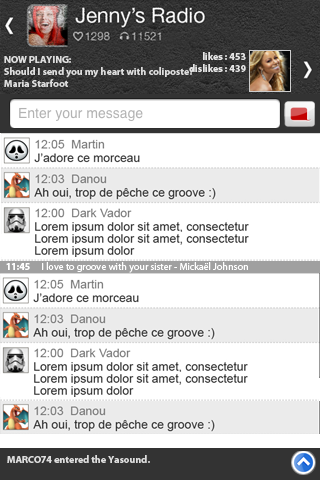 Jenny's Radio
1298 11521
NOW PLAYING:
Should I send you my heart with coliposte?
Maria Starfoot
likes : 453
dislikes : 439
Enter your message
12:05 Martin
J'adore ce morceau
12:03 Danou
Ah oui, trop de pêche ce groove :)
12:00 Dark Vador
Lorem ipsum dolor sit amet, consectetur
Lorem ipsum dolor sit amet, consectetur
Lorem ipsum dolor
11:45 I love to groove with your sister - Mickaël Johnson
12:05 Martin
J'adore ce morceau
12:03 Danou
Ah oui, trop de pêche ce groove :)
12:00 Dark Vador
Lorem ipsum dolor sit amet, consectetur
Lorem ipsum dolor sit amet, consectetur
Lorem ipsum dolor
12:03 Danou
Ah oui, trop de pêche ce groove :)
MARCO74 entered the Yasound.